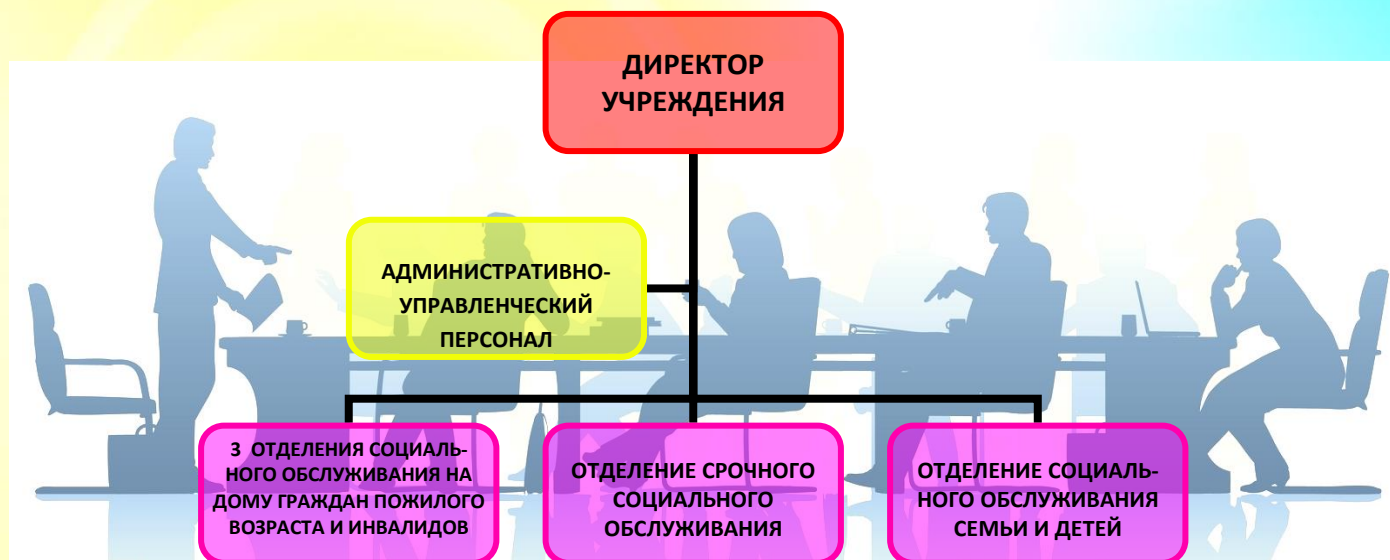 ДИРЕКТОР
УЧРЕЖДЕНИЯ
АДМИНИСТРАТИВНО-
УПРАВЛЕНЧЕСКИЙ
ПЕРСОНАЛ
3 ОТДЕЛЕНИЯ СОЦИАЛЬ-
НОГО ОБСЛУЖИВАНИЯ НА
ДОМУ ГРАЖДАН ПОЖИЛОГО
ВОЗРАСТА И ИНВАЛИДОВ
ОТДЕЛЕНИЕ СРОЧНОГО
СОЦИАЛЬНОГО
ОБСЛУЖИВАНИЯ
ОТДЕЛЕНИЕ СОЦИАЛЬ-
НОГО ОБСЛУЖИВАНИЯ
СЕМЬИ И ДЕТЕЙ